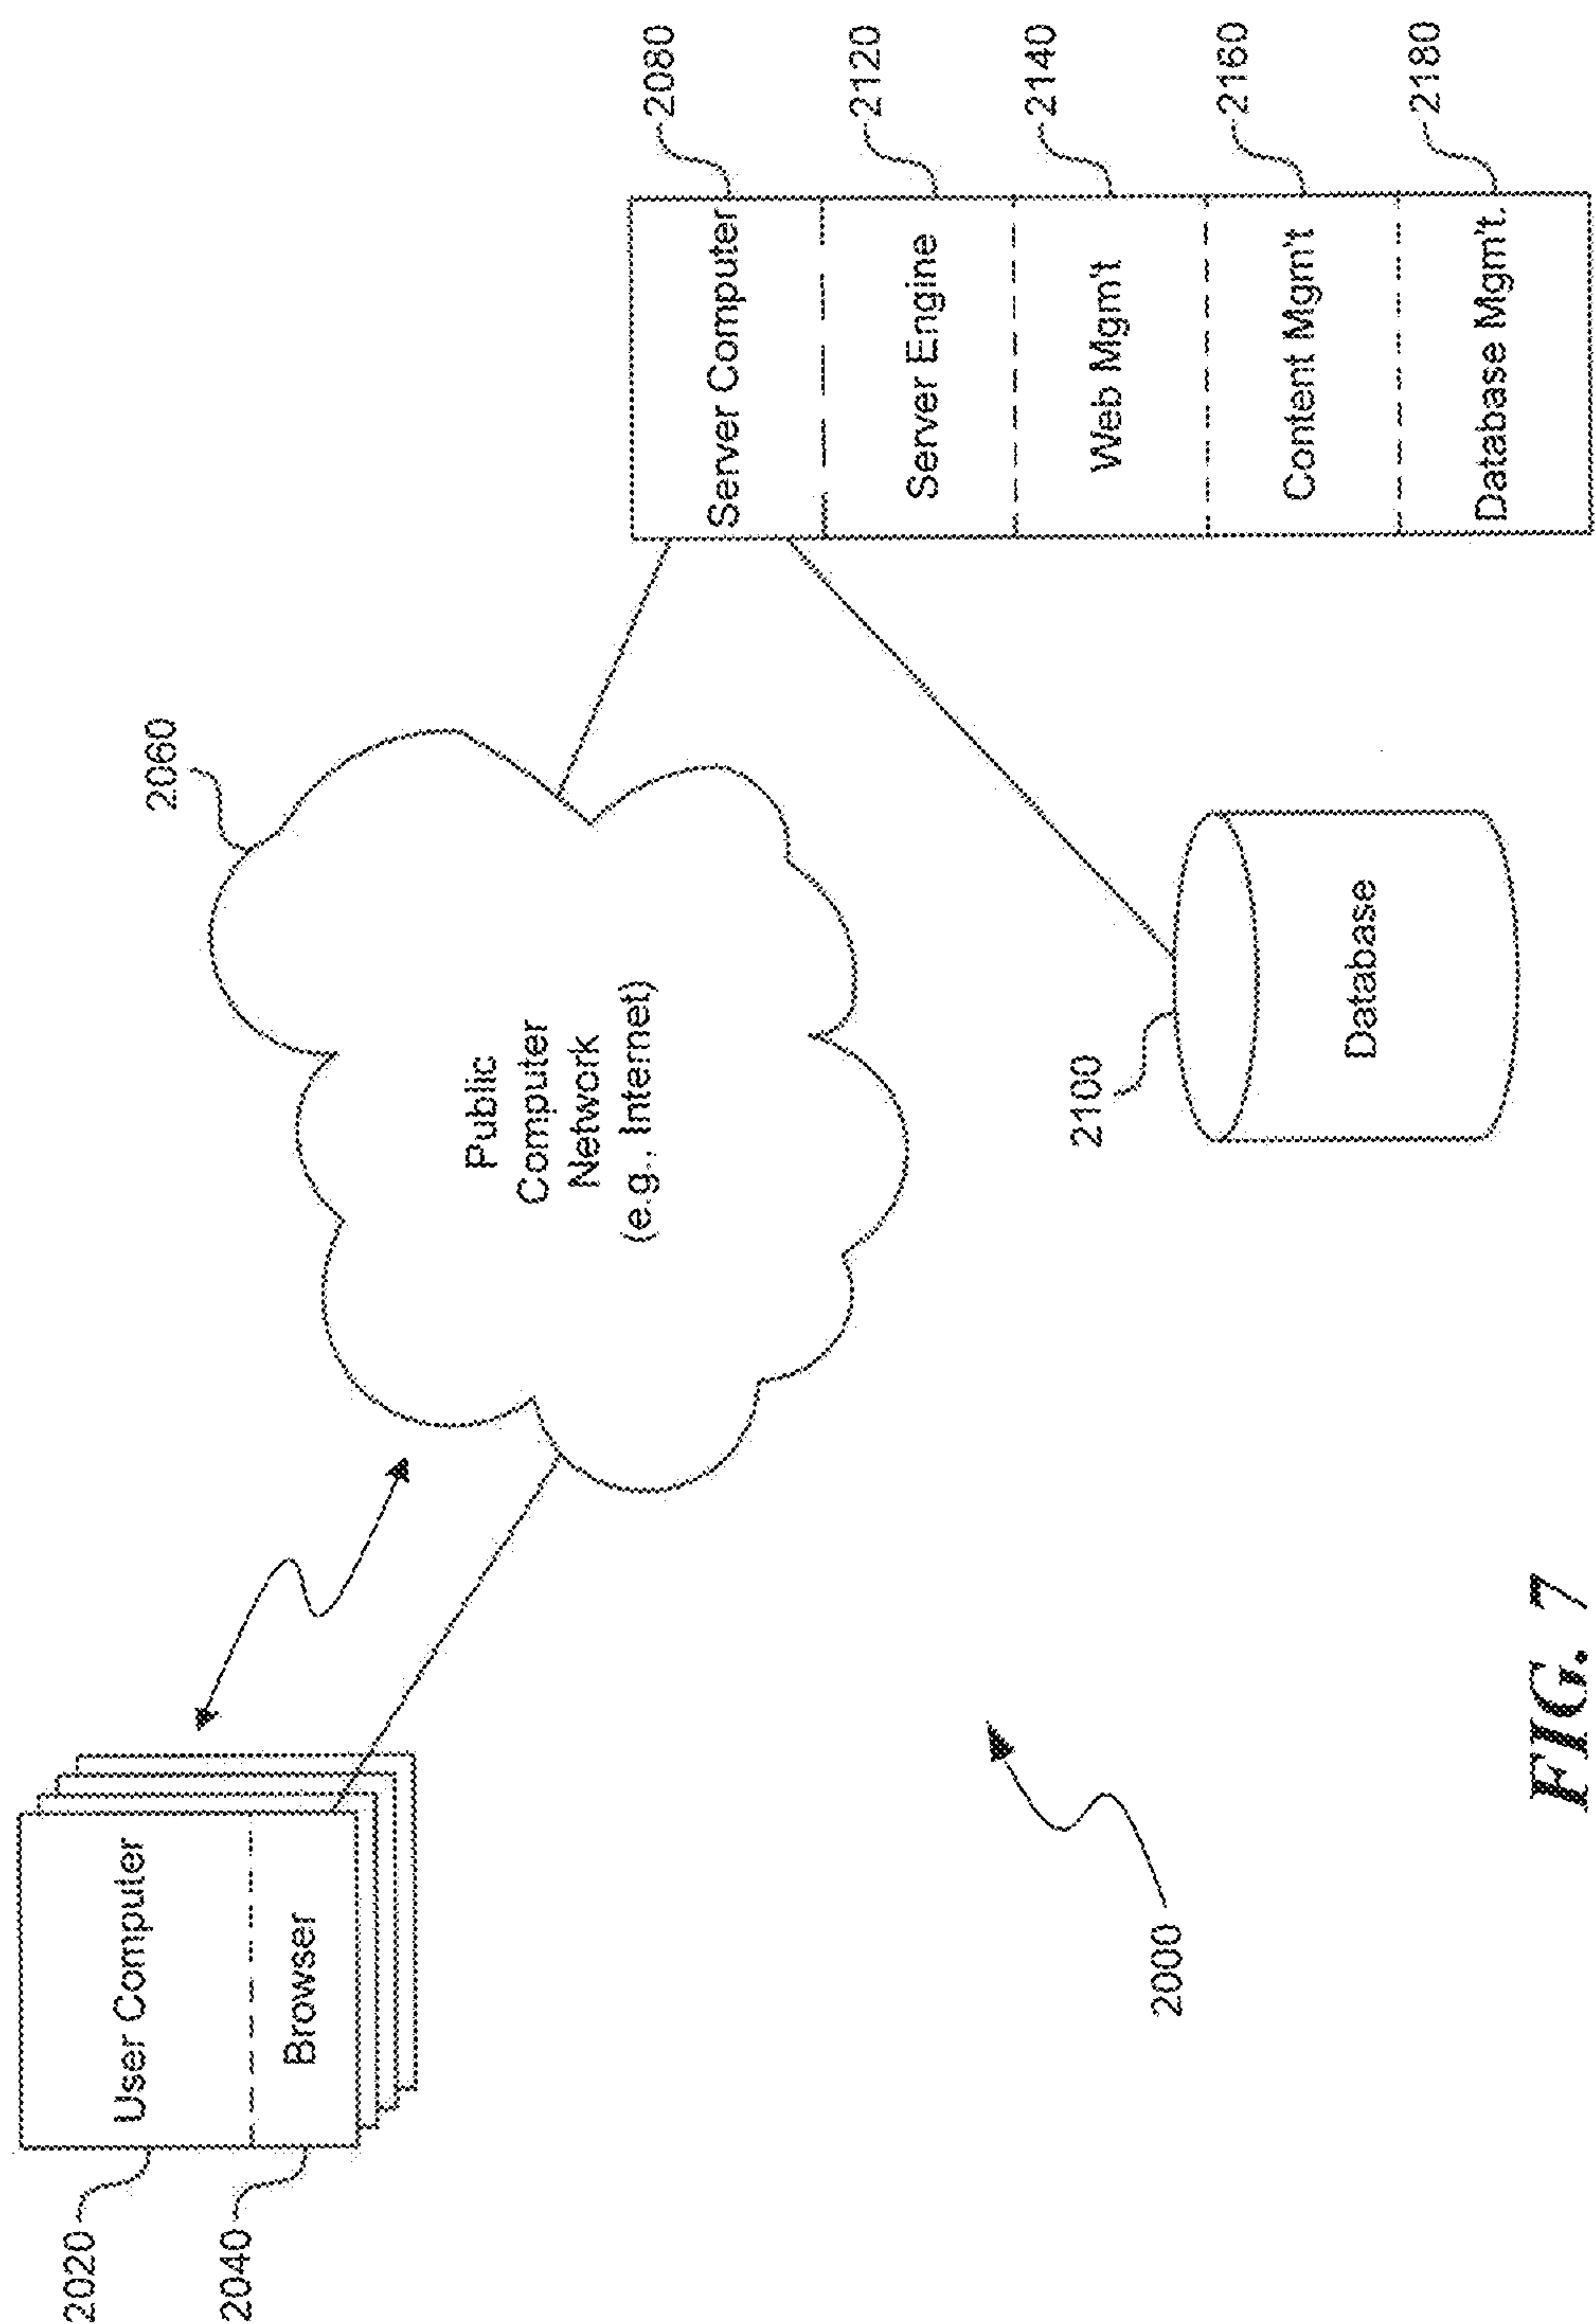 2020
User Computer
2040
Browser
2060
Public
Computer
Network
(e.g., Internet)
2080
Server Computer
2120
Server Engine
2140
Web Mgm't
2160
Content Mgm't
2180
Database Mgm't.
2100
Database
2000
FIG. 7